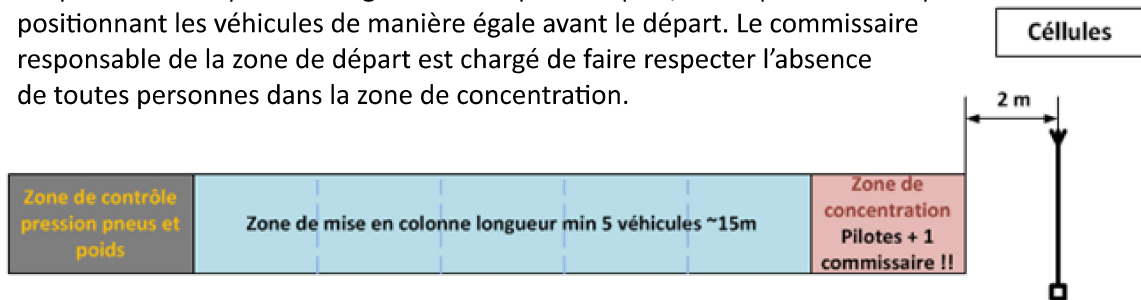 positionnant les véhicules de manière égale avant le départ. Le commissaire
responsable de la zone de départ est chargé de faire respecter l'absence
de toutes personnes dans la zone de concentration.
Céllules
2 m
Zone de contrôle
pression pneus et
poids
Zone de mise en colonne longueur min 5 véhicules ~15m
Zone de
concentration
Pilotes + 1
commissaire !!